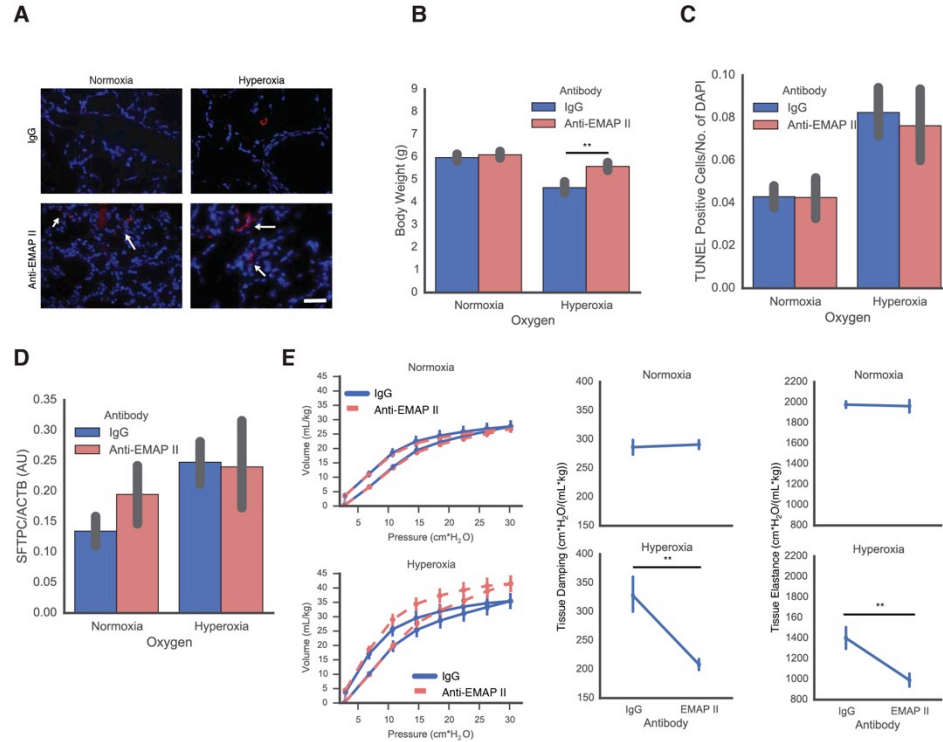 A
Normoxia
Hyperoxia
IgG
Anti-EMAP II
B
Body Weight (g)
9
8
7
6
5
4
3
2
1
0
Antibody
IgG
Anti-EMAP II
**
Normoxia
Hyperoxia
Oxygen
C
TUNEL Positive Cells/No. of DAPI
0.10
0.08
0.06
0.04
0.02
0.00
Antibody
IgG
Anti-EMAP II
Normoxia
Hyperoxia
Oxygen
D
SFTPC/ACTB (AU)
0.35
0.30
0.25
0.20
0.15
0.10
0.05
0.00
Antibody
IgG
Anti-EMAP II
Normoxia
Hyperoxia
Oxygen
E
Normoxia
Volume (mL/kg)
45
40
35
30
25
20
15
10
5
0
IgG
Anti-EMAP II
5 10 15 20 25 30
Pressure (cm*H₂O)
Hyperoxia
Volume (mL/kg)
45
40
35
30
25
20
15
10
5
0
IgG
Anti-EMAP II
5 10 15 20 25 30
Pressure (cm*H₂O)
Tissue Damping (cm*H₂O/(mL*kg))
Normoxia
400
350
300
250
200
150
Hyperoxia
400
350
300
250
200
150
**
IgG EMAP II
Antibody
Tissue Elastance (cm*H₂O/(mL*kg))
Normoxia
2200
2000
1800
1600
1400
1200
1000
800
Hyperoxia
2200
2000
1800
1600
1400
1200
1000
800
**
IgG EMAP II
Antibody